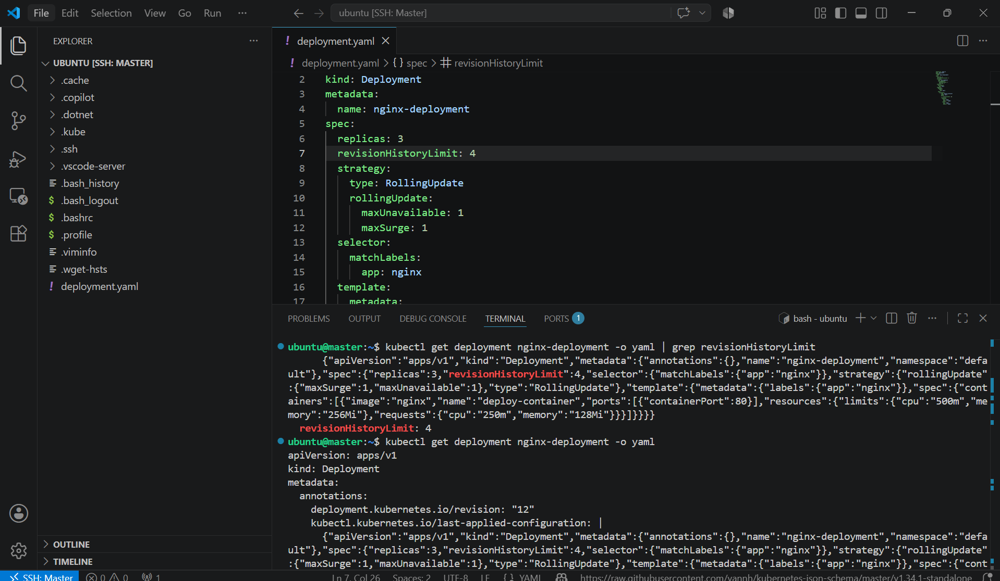 File Edit Selection View Go Run ···
ubuntu [SSH: Master]
EXPLORER
UBUNTU [SSH: MASTER]
.cache
.copilot
.dotnet
.kube
.ssh
.vscode-server
.bash_history
$ .bash_logout
$ .bashrc
$ .profile
.viminfo
.wget-hsts
! deployment.yaml
OUTLINE
TIMELINE
! deployment.yaml
! deployment.yaml > { } spec > # revisionHistoryLimit
2 kind: Deployment
3 metadata:
4 name: nginx-deployment
5 spec:
6 replicas: 3
7 revisionHistoryLimit: 4
8 strategy:
9 type: RollingUpdate
10 rollingUpdate:
11 maxUnavailable: 1
12 maxSurge: 1
13 selector:
14 matchLabels:
15 app: nginx
16 template:
17 metadata:
PROBLEMS OUTPUT DEBUG CONSOLE TERMINAL PORTS 1
bash - ubuntu
ubuntu@master:~$ kubectl get deployment nginx-deployment -o yaml | grep revisionHistoryLimit
{"apiVersion":"apps/v1","kind":"Deployment","metadata":{"annotations":{},"name":"nginx-deployment","namespace":"defa
ult"},"spec":{"replicas":3,"revisionHistoryLimit":4,"selector":{"matchLabels":{"app":"nginx"}},"strategy":{"rollingUpdate"
:{"maxSurge":1,"maxUnavailable":1},"type":"RollingUpdate"},"template":{"metadata":{"labels":{"app":"nginx"}},"spec":{"cont
ainers":[{"image":"nginx","name":"deploy-container","ports":[{"containerPort":80}],"resources":{"limits":{"cpu":"500m","me
mory":"256Mi"},"requests":{"cpu":"250m","memory":"128Mi"}}}]}}}}
revisionHistoryLimit: 4
ubuntu@master:~$ kubectl get deployment nginx-deployment -o yaml
apiVersion: apps/v1
kind: Deployment
metadata:
annotations:
deployment.kubernetes.io/revision: "12"
kubectl.kubernetes.io/last-applied-configuration: |
{"apiVersion":"apps/v1","kind":"Deployment","metadata":{"annotations":{},"name":"nginx-deployment","namespace":"defa
ult"},"spec":{"replicas":3,"revisionHistoryLimit":4,"selector":{"matchLabels":{"app":"nginx"}},"strategy":{"rollingUpdate"
:{"maxSurge":1,"maxUnavailable":1},"type":"RollingUpdate"},"template":{"metadata":{"labels":{"app":"nginx"}},"spec":{"cont
SSH: Master 0 0 1 Ln 7, Col 26 Spaces: 2 UTF-8 LF { } YAML https://raw.githubusercontent.com/yannh/kubernetes-json-schema/master/v1.34.1-standalone